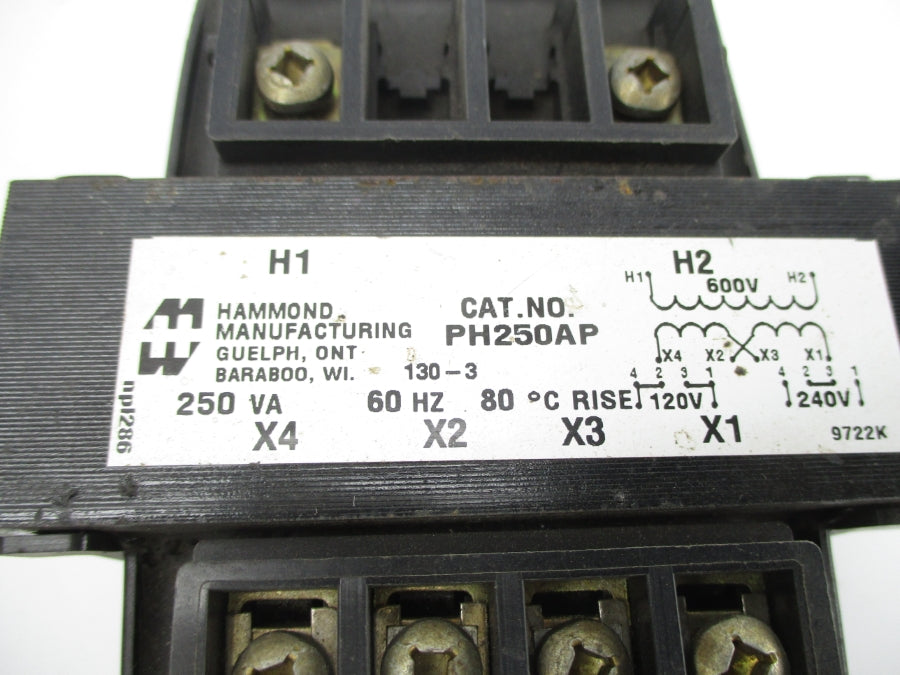 H1 H2
H1 600V H2
HAMMOND CAT.NO.
MANUFACTURING PH250AP
GUELPH, ONT
BARABOO, WI. 130-3
X4 X2 X3 X1
4 2 3 1 4 2 3 1
250 VA 60 HZ 80 °C RISE 120V 240V
X4 X2 X3 X1
9722K
npl286